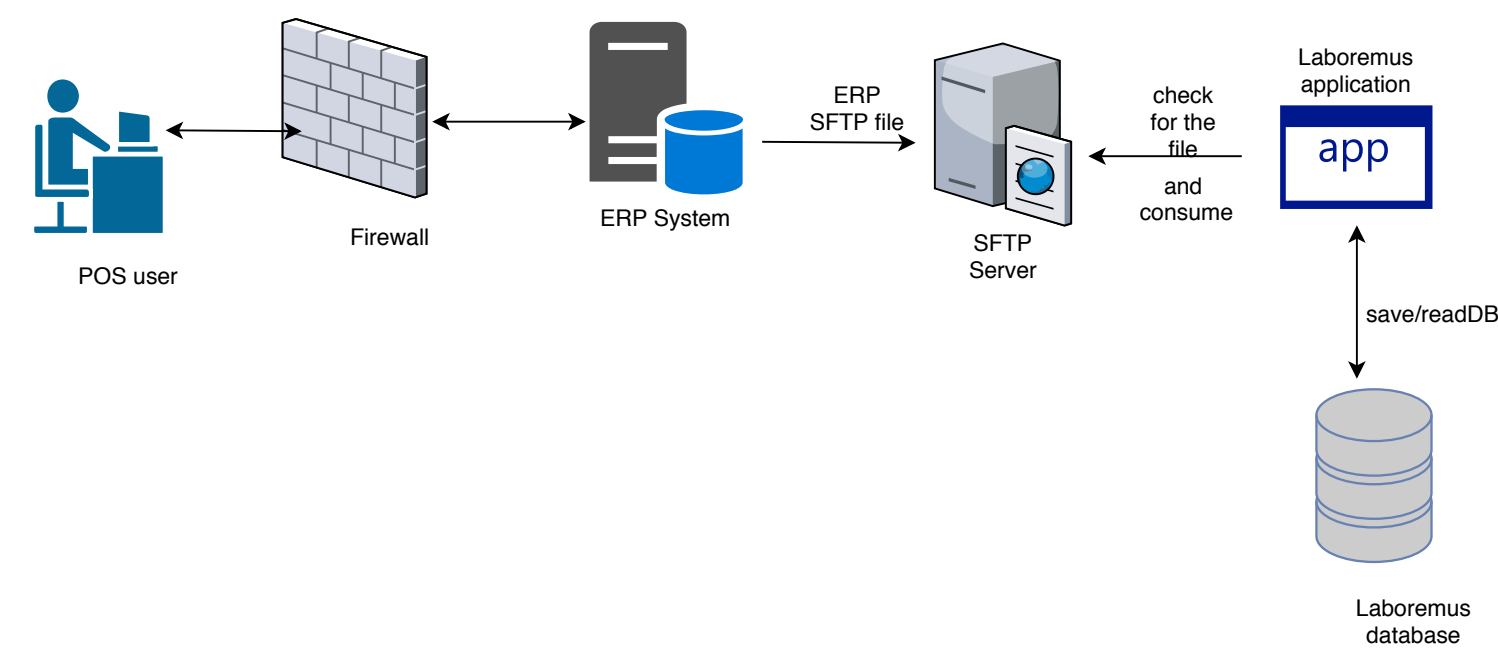 POS user
Firewall
ERP System
ERP
SFTP file
SFTP
Server
check
for the
file
and
consume
Laboremus
application
app
save/readDB
Laboremus
database